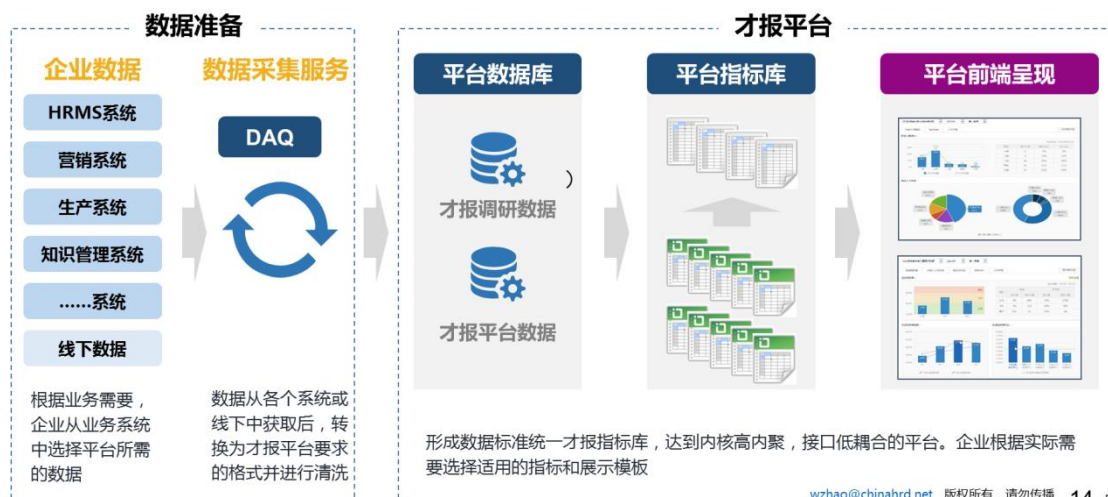 数据准备
才报平台
企业数据
数据采集服务
平台数据库
平台指标库
平台前端呈现
HRMS系统
营销系统
生产系统
知识管理系统
……系统
线下数据
DAQ
)
才报调研数据
才报平台数据
根据业务需要，
企业从业务系统
中选择平台所需
的数据
数据从各个系统或
线下中获取后，转
换为才报平台要求
的格式并进行清洗
形成数据标准统一才报指标库，达到内核高内聚，接口低耦合的平台。企业根据实际需
要选择适用的指标和展示模板
wzhao@chinahrd.net 版权所有 请勿传播 14